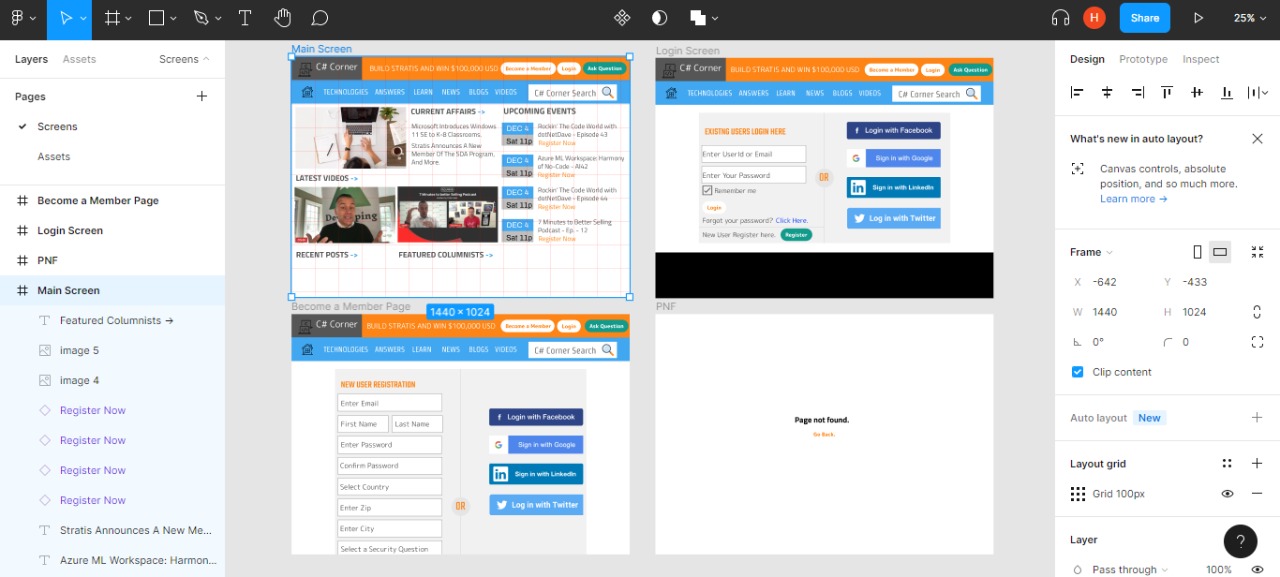 H
Share
25%
Layers
Assets
Screens
Pages
Screens
Assets
Become a Member Page
Login Screen
PNF
Main Screen
Featured Columnists ->
image 5
image 4
Register Now
Register Now
Register Now
Register Now
Stratis Announces A New Me...
Azure ML Workspace: Harmon...
Main Screen
C# Corner
BUILD STRATIS AND WIN $100,000 USD
Become a Member
Login
Ask Question
TECHNOLOGIES ANSWERS LEARN NEWS BLOGS VIDEOS
C# Corner Search
CURRENT AFFAIRS ->
Microsoft Introduces Windows
11 SE to K-8 Classrooms.
Stratis Announces A New
Member Of The SDA Program,
And More.
UPCOMING EVENTS
DEC 4
Sat 11p
Rockin' The Code World with
dotNetDave - Episode 43
Register Now
DEC 4
Sat 11p
Azure ML Workspace: Harmony
of No-Code - AI42
Register Now
DEC 4
Sat 11p
Rockin' The Code World with
dotNetDave - Episode 44
Register Now
DEC 4
Sat 11p
7 Minutes to Better Selling
Podcast - Ep. - 12
Register Now
LATEST VIDEOS ->
7 Minutes to Better Selling Podcast
RECENT POSTS ->
FEATURED COLUMNISTS ->
1440 × 1024
Login Screen
C# Corner
BUILD STRATIS AND WIN $100,000 USD
Become a Member
Login
Ask Question
TECHNOLOGIES ANSWERS LEARN NEWS BLOGS VIDEOS
C# Corner Search
EXISTNG USERS LOGIN HERE
Enter UserId or Email
Enter Your Password
Remember me
Login
Forgot your password? Click Here.
New User Register here.
Register
OR
f Login with Facebook
G Sign in with Google
in Sign in with LinkedIn
Log in with Twitter
Become a Member Page
C# Corner
BUILD STRATIS AND WIN $100,000 USD
Become a Member
Login
Ask Question
TECHNOLOGIES ANSWERS LEARN NEWS BLOGS VIDEOS
C# Corner Search
NEW USER REGISTRATION
Enter Email
First Name
Last Name
Enter Password
Confirm Password
Select Country
Enter Zip
Enter City
Select a Security Question
OR
f Login with Facebook
G Sign in with Google
in Sign in with LinkedIn
Log in with Twitter
PNF
Page not found.
Go Back.
Design
Prototype
Inspect
What's new in auto layout?
Canvas controls, absolute
position, and so much more.
Learn more →
Frame
X -642
Y -433
W 1440
H 1024
0°
0
Clip content
Auto layout New
Layout grid
Grid 100px
Layer
Pass through
100%
?